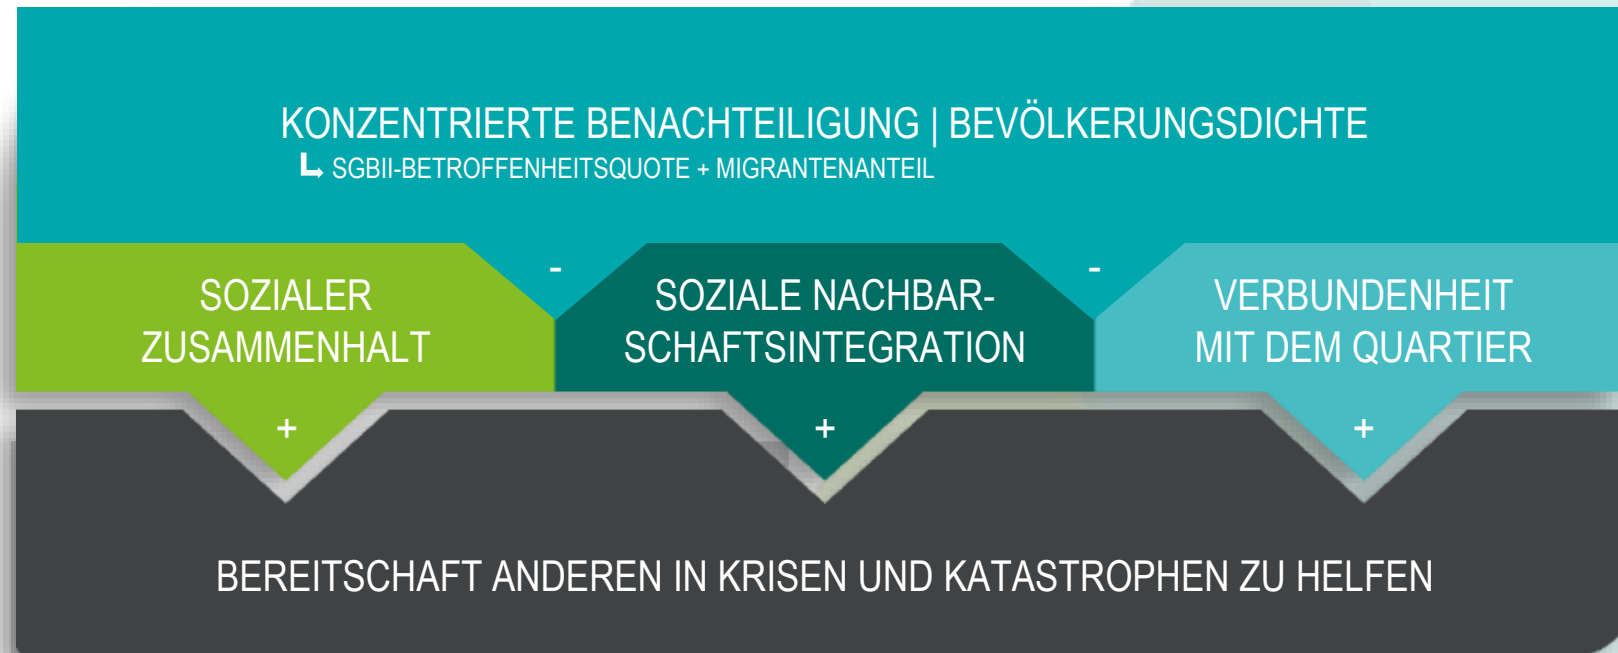 KONZENTRIERTE BENACHTEILIGUNG | BEVÖLKERUNGSDICHTE
SGBII-BETROFFENHEITSQUOTE + MIGRANTENANTEIL
- -
SOZIALER
ZUSAMMENHALT
SOZIALE NACHBAR-
SCHAFTSINTEGRATION
VERBUNDENHEIT
MIT DEM QUARTIER
+ + +
BEREITSCHAFT ANDEREN IN KRISEN UND KATASTROPHEN ZU HELFEN